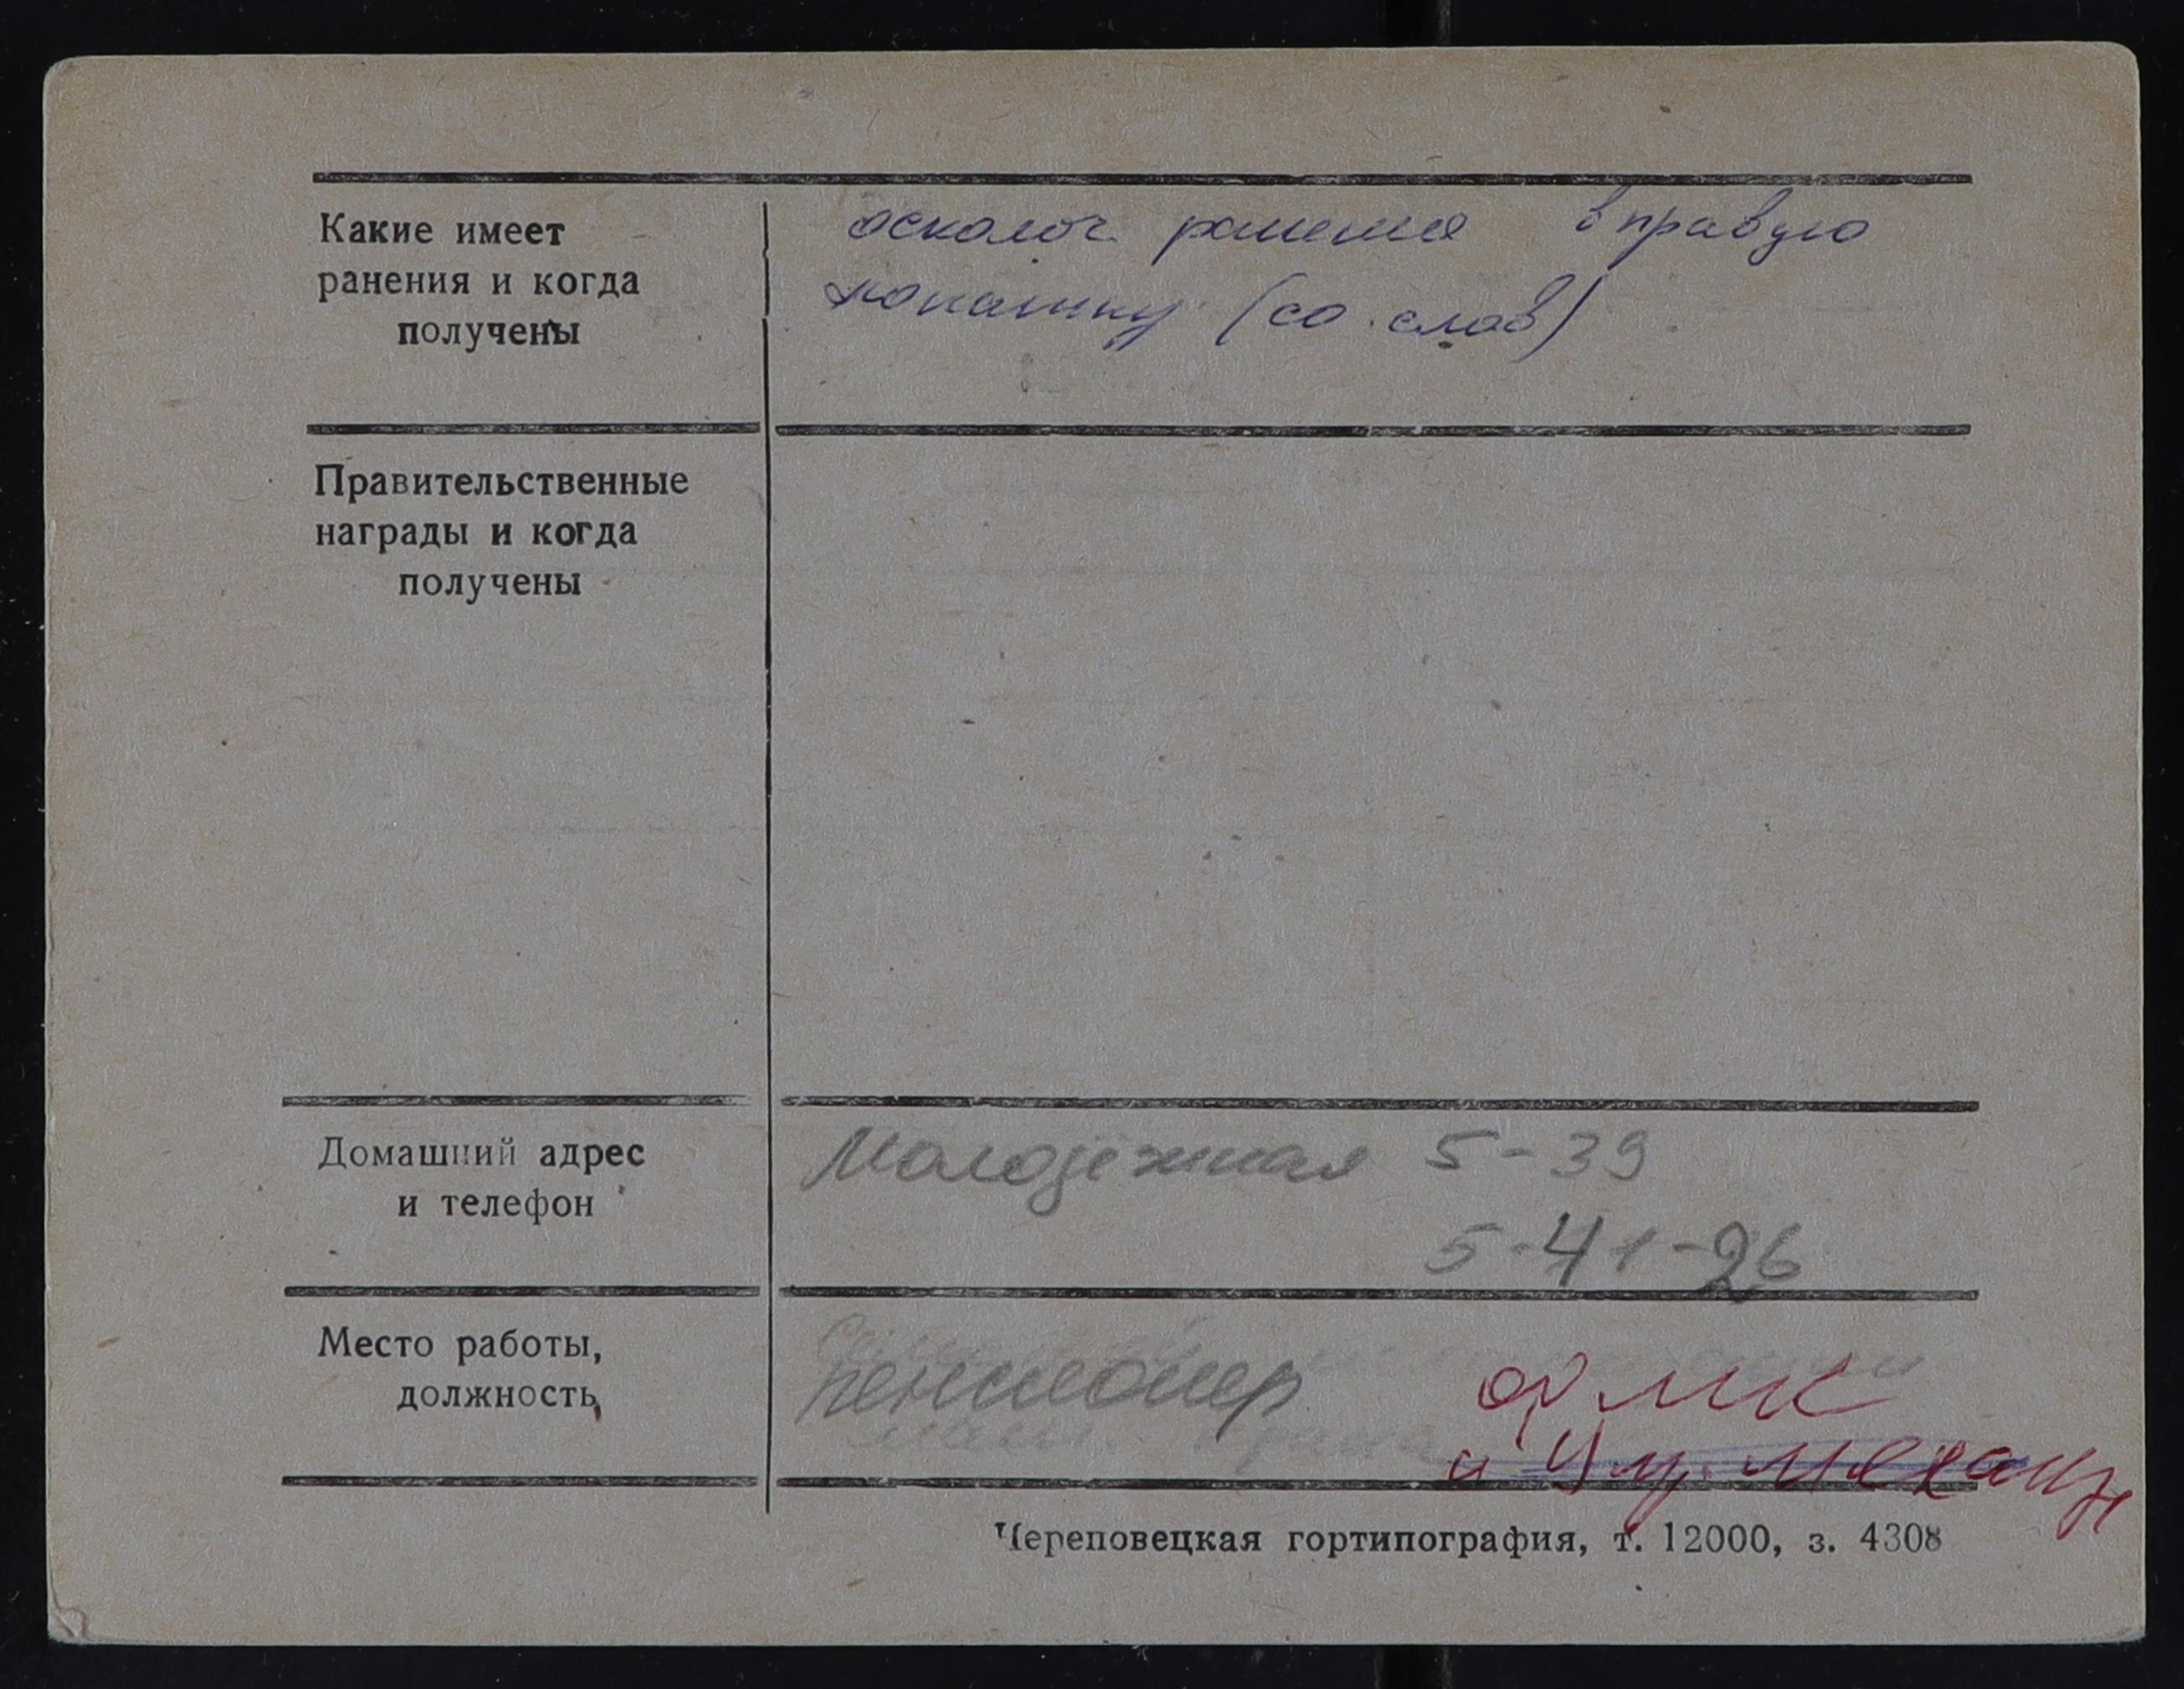 Какие имеет
ранения и когда
получены
осколоч. ранение в правую
лопатку (со слов)
Правительственные
награды и когда
получены
Домашний адрес
и телефон
Молодежная 5-39
5-41-26
Место работы,
должность
пенсионер
Череповецкая гортипография, т. 12000, з. 4308